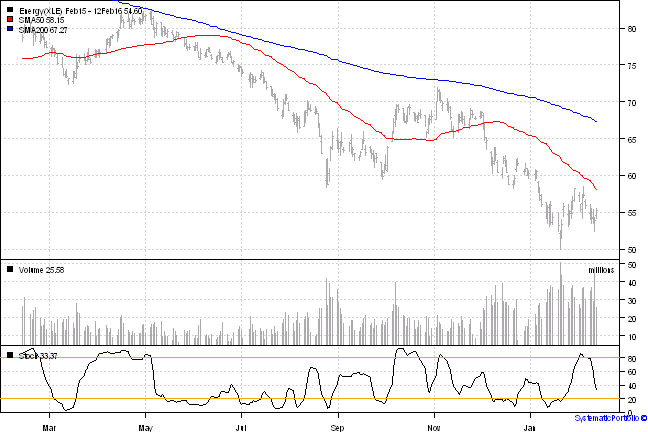 Energy(XLE) Feb15 - 12Feb16 54.60
SMA50 58.15
SMA200 67.27
80
75
70
65
60
55
50
Volume 25.58
millions
50
40
30
20
10
Stock 33.37
80
60
40
20
0
Mar
May
Jul
Sep
Nov
Jan
SystematicPortfolio ©